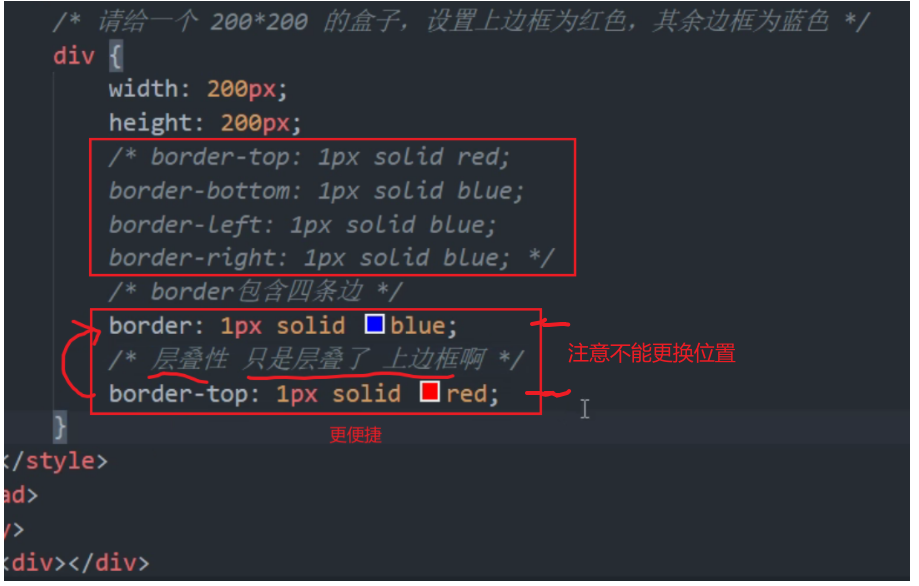 /* 请给一个 200*200 的盒子，设置上边框为红色，其余边框为蓝色 */
div {
width: 200px;
height: 200px;
/* border-top: 1px solid red;
border-bottom: 1px solid blue;
border-left: 1px solid blue;
border-right: 1px solid blue; */
/* border包含四条边 */
border: 1px solid blue;
/* 层叠性 只是层叠了 上边框啊 */
注意不能更换位置
border-top: 1px solid red;
}
更便捷
</style>
ad>
y>
<div></div>